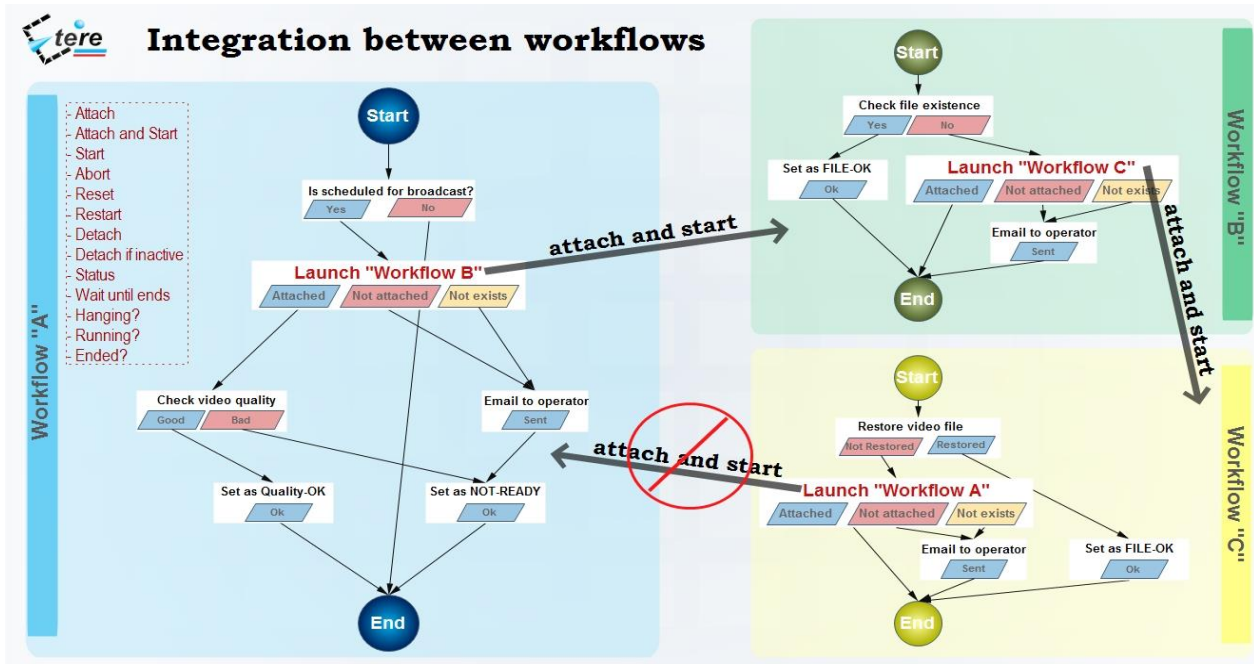 etere
Integration between workflows
Workflow "A"
- Attach
- Attach and Start
- Start
- Abort
- Reset
- Restart
- Detach
- Detach if inactive
- Status
- Wait until ends
- Hanging?
- Running?
- Ended?
Start
Is scheduled for broadcast?
Yes No
Launch "Workflow B"
Attached Not attached Not exists
Check video quality
Good Bad
Email to operator
Sent
Set as Quality-OK
Ok
Set as NOT-READY
Ok
End
attach and start
Workflow "B"
Start
Check file existence
Yes No
Set as FILE-OK
Ok
Launch "Workflow C"
Attached Not attached Not exists
Email to operator
Sent
End
attach and start
Workflow "C"
Start
Restore video file
Not Restored Restored
Launch "Workflow A"
Attached Not attached Not exists
Email to operator
Sent
Set as FILE-OK
Ok
End
attach and start